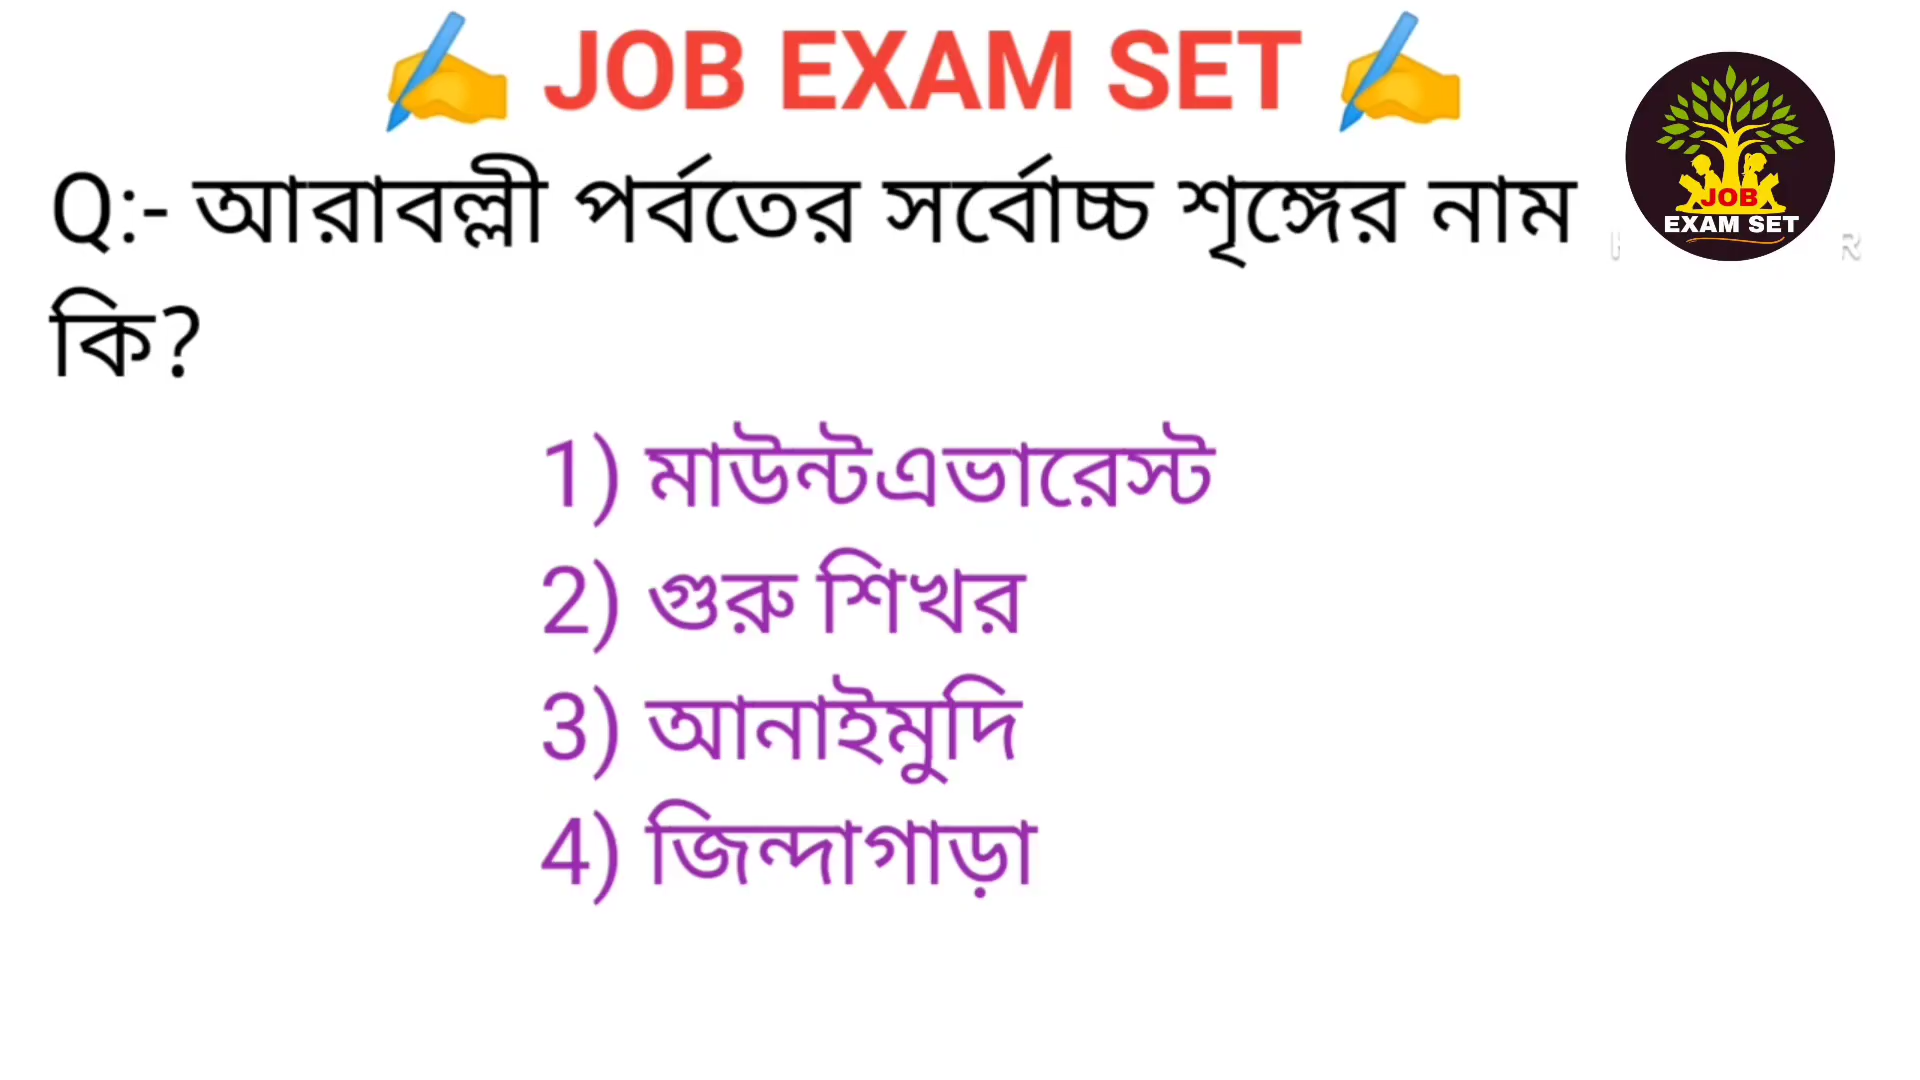 ✍️ JOB EXAM SET ✍️
Q:- আরাবল্লী পর্বতের সর্বোচ্চ শৃঙ্গের নাম
কি?
1) মাউন্টএভারেস্ট
2) গুরু শিখর
3) আনাইমুদি
4) জিন্দাগাড়া
JOB
EXAM SET